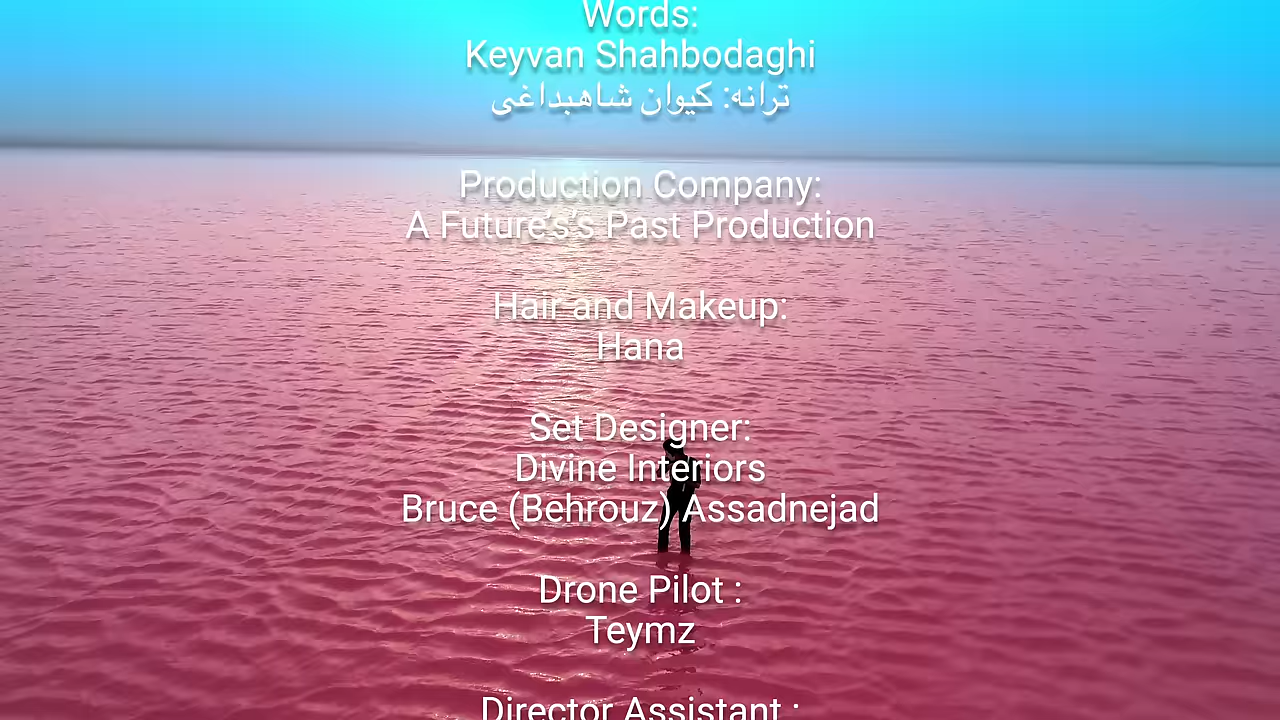 Words:
Keyvan Shahbodaghi
ترانه: کیوان شاهبداغی
Production Company:
A Futures's Past Production
Hair and Makeup:
Hana
Set Designer:
Divine Interiors
Bruce (Behrouz) Assadnejad
Drone Pilot :
Teymz
Director Assistant :